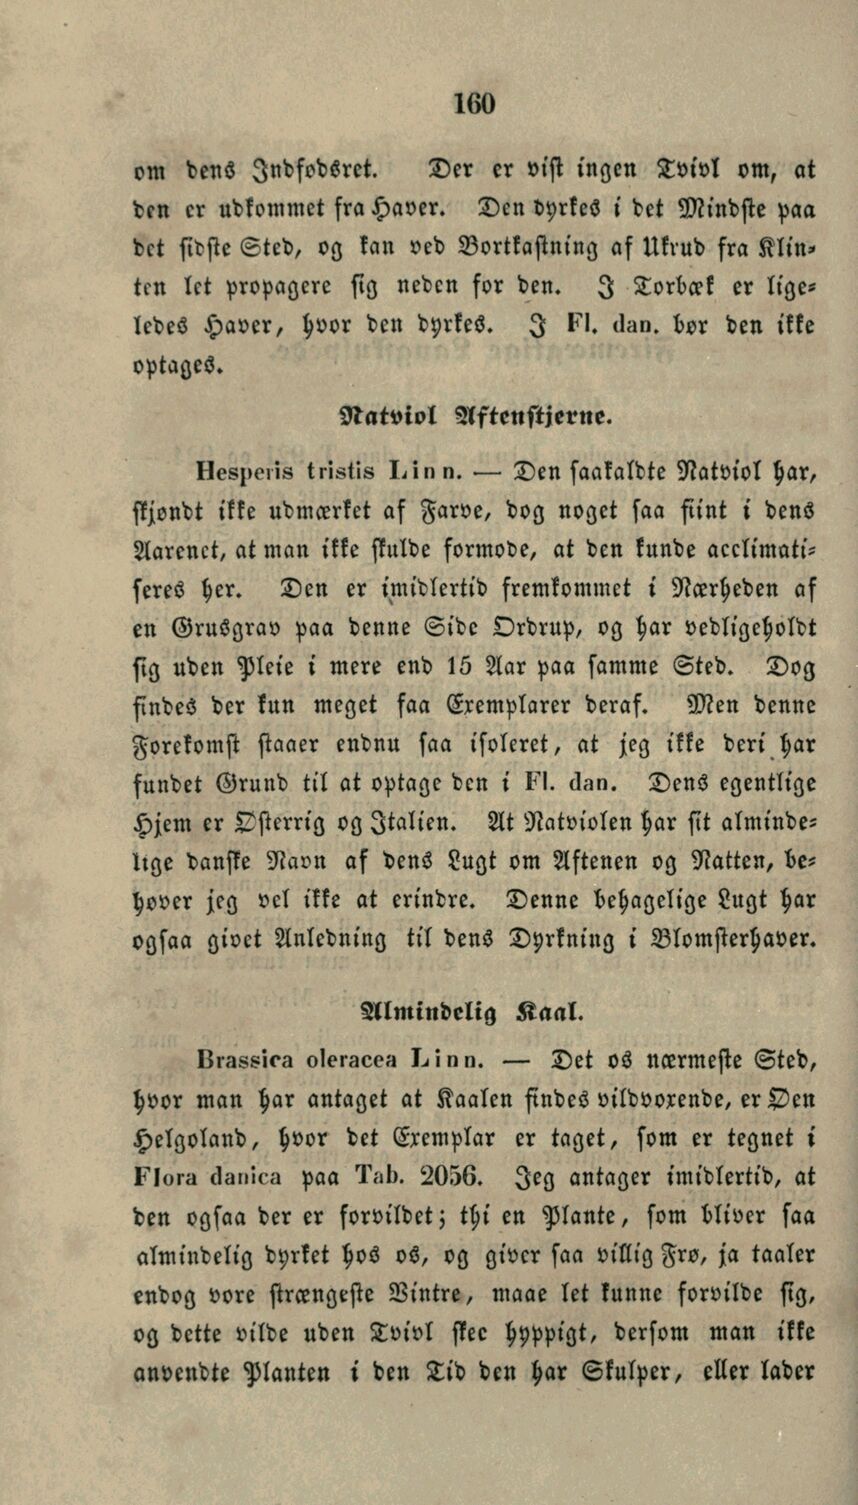 160
om dens Indfødsret. Der er vist ingen Tvivl om, at
den er udkommet fra Haver. Den dyrkes i det Mindste paa
det sidste Sted, og kan ved Bortkastning af Ukrud fra Klin-
ten let propagere sig neden for den. I Torbæk er lige-
ledes Haver, hvor den dyrkes. I Fl. dan. bør den ikke
optages.
Natviol Aftenstjerne.
Hesperis tristis Linn. — Den saakaldte Natviol har,
skjøndt ikke udmærket af Farve, dog noget saa fiint i dens
Aarenet, at man ikke skulde formode, at den kunde acclimati-
seres her. Den er imidlertid fremkommet i Nærheden af
en Grusgrav paa denne Side Ordrup, og har vedligeholdt
sig uden Pleie i mere end 15 Aar paa samme Sted. Dog
findes der kun meget faa Exemplarer deraf. Men denne
Forekomst staaer endnu saa isoleret, at jeg ikke deri har
fundet Grund til at optage den i Fl. dan. Dens egentlige
Hjem er Østerrig og Italien. At Natviolen har sit alminde-
lige danske Navn af dens Lugt om Aftenen og Natten, be-
høver jeg vel ikke at erindre. Denne behagelige Lugt har
ogsaa givet Anledning til dens Dyrkning i Blomsterhaver.
Almindelig Kaal.
Brassica oleracea Linn. — Det os nærmeste Sted,
hvor man har antaget at Kaalen findes vildvoxende, er Øen
Helgoland, hvor det Exemplar er taget, som er tegnet i
Flora danica paa Tab. 2056. Jeg antager imidlertid, at
den ogsaa der er forvildet; thi en Plante, som bliver saa
almindelig dyrket hos os, og giver saa villig Frø, ja taaler
endog vore strængeste Vintre, maae let kunne forvilde sig,
og dette vilde uden Tvivl skee hyppigt, dersom man ikke
anvendte Planten i den Tid den har Skulper, eller lader